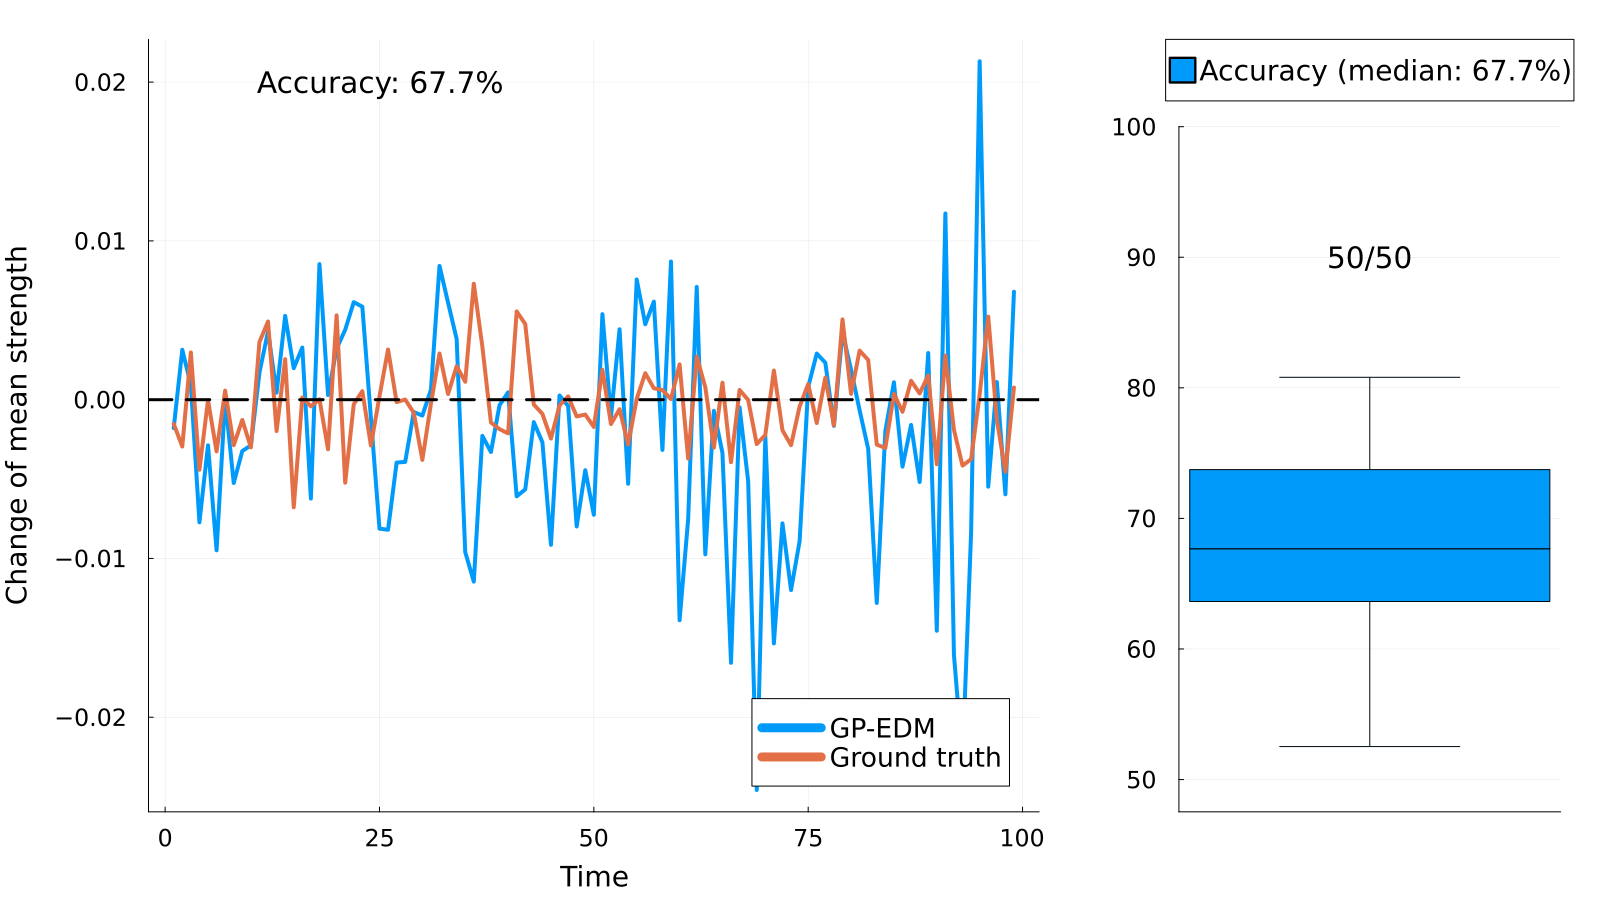 Accuracy: 67.7%
0.02
0.01
0.00
−0.01
−0.02
Change of mean strength
0 25 50 75 100
Time
GP-EDM
Ground truth
Accuracy (median: 67.7%)
100
90
80
70
60
50
50/50